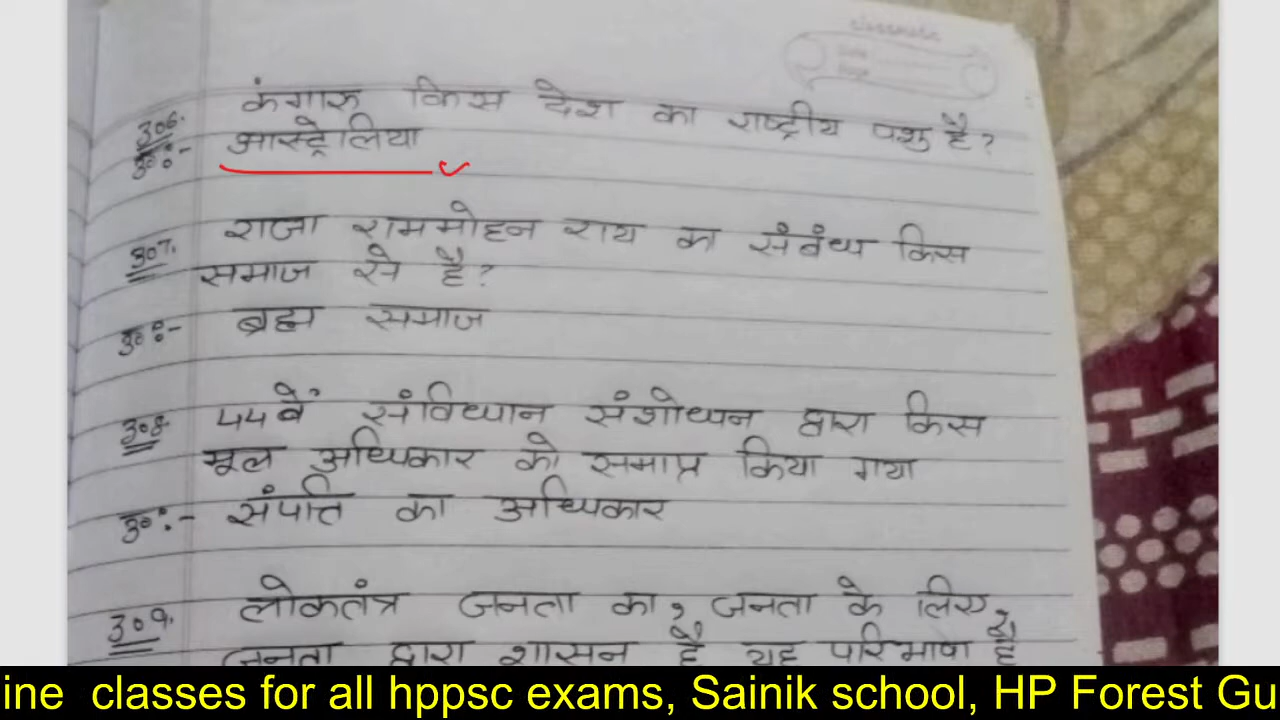 classmate
306. कंगारु किस देश का राष्ट्रीय पशु है?
उ०:- आस्ट्रेलिया
307. राजा राममोहन राय का संबंध किस
समाज से है?
उ०:- ब्रह्म समाज
308. 44वें संविधान संशोधन द्वारा किस
मूल अधिकार को समाप्त किया गया
उ०:- संपत्ति का अधिकार
309. लोकतंत्र जनता का, जनता के लिए,
जनता द्वारा शासन है यह परिभाषा है
ine classes for all hppsc exams, Sainik school, HP Forest Gu